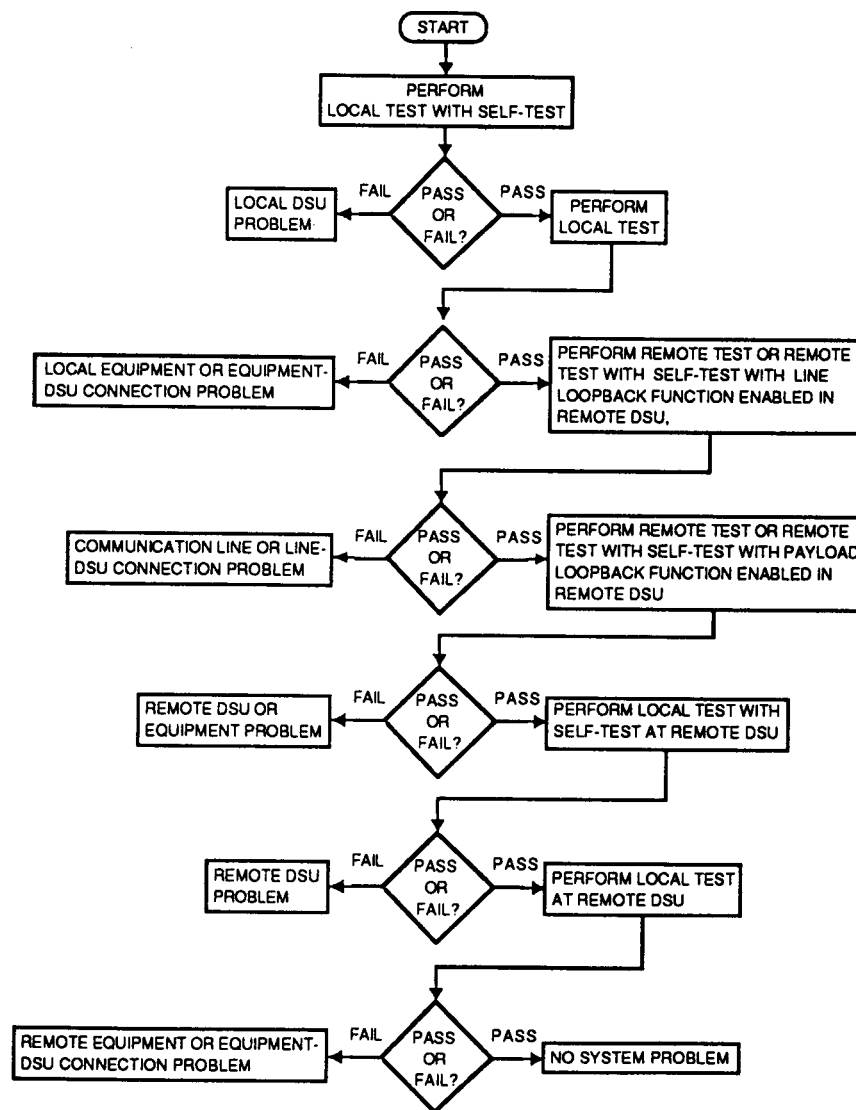 START
PERFORM
LOCAL TEST WITH SELF-TEST
PASS
OR
FAIL?
FAIL
LOCAL DSU
PROBLEM
PASS
PERFORM
LOCAL TEST
PASS
OR
FAIL?
FAIL
LOCAL EQUIPMENT OR EQUIPMENT-
DSU CONNECTION PROBLEM
PASS
PERFORM REMOTE TEST OR REMOTE
TEST WITH SELF-TEST WITH LINE
LOOPBACK FUNCTION ENABLED IN
REMOTE DSU,
PASS
OR
FAIL?
FAIL
COMMUNICATION LINE OR LINE-
DSU CONNECTION PROBLEM
PASS
PERFORM REMOTE TEST OR REMOTE
TEST WITH SELF-TEST WITH PAYLOAD
LOOPBACK FUNCTION ENABLED IN
REMOTE DSU
PASS
OR
FAIL?
FAIL
REMOTE DSU OR
EQUIPMENT PROBLEM
PASS
PERFORM LOCAL TEST WITH
SELF-TEST AT REMOTE DSU
PASS
OR
FAIL?
FAIL
REMOTE DSU
PROBLEM
PASS
PERFORM LOCAL TEST
AT REMOTE DSU
PASS
OR
FAIL?
FAIL
REMOTE EQUIPMENT OR EQUIPMENT-
DSU CONNECTION PROBLEM
PASS
NO SYSTEM PROBLEM